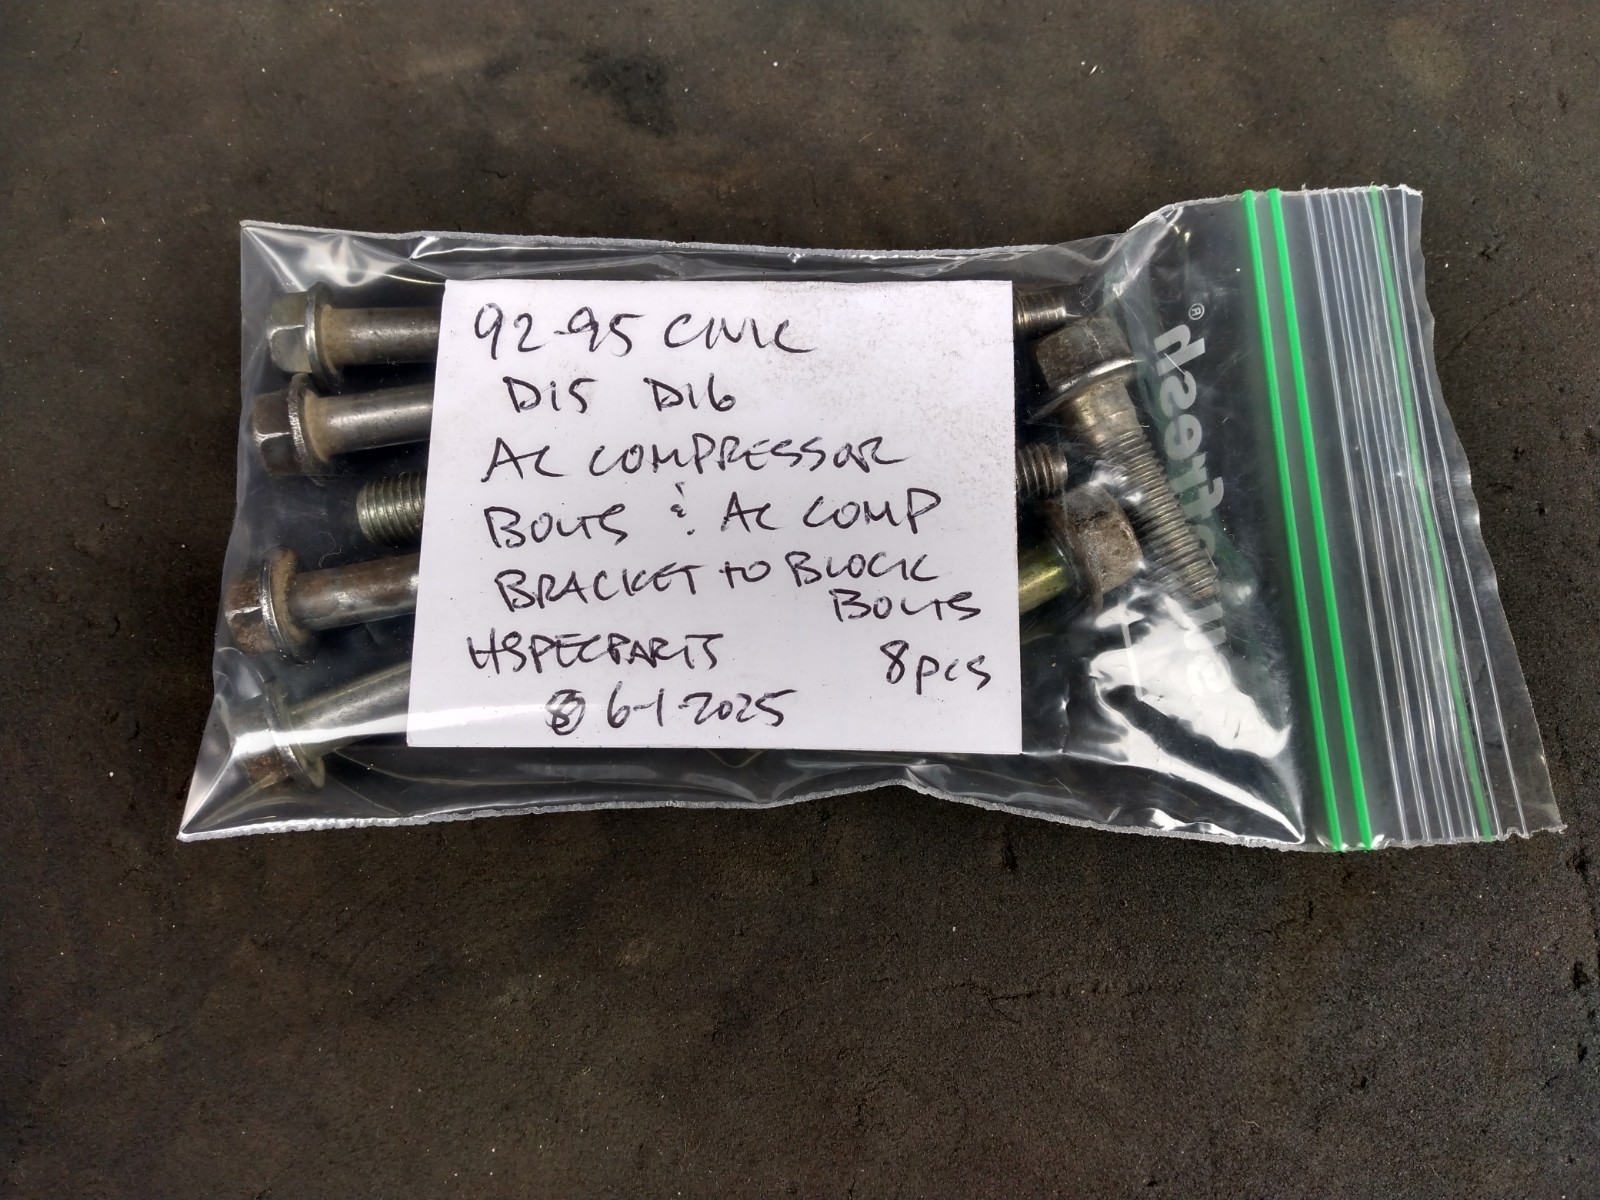 92-95 CIVIC
D15 D16
AC COMPRESSOR
BOLTS & AC COMP
BRACKET TO BLOCK
BOLTS
HSPECPARTS 8pcs
6-1-2025